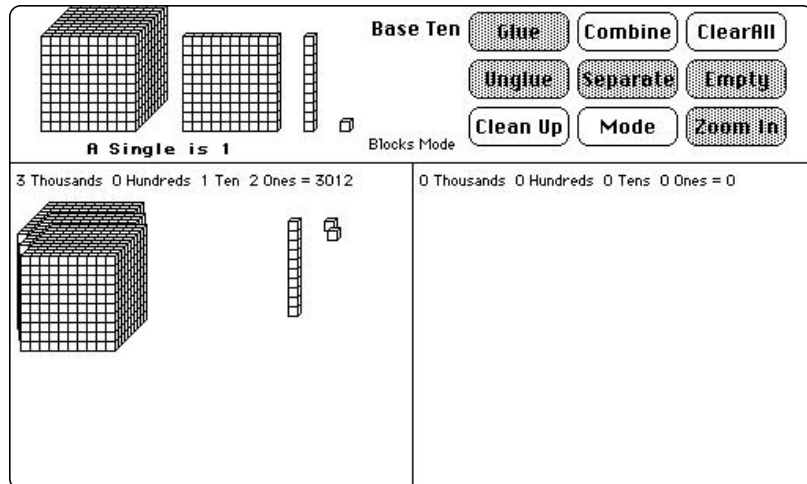 Base Ten
Glue
Combine
ClearAll
Unglue
Separate
Empty
Clean Up
Mode
Zoom In
A Single is 1
Blocks Mode
3 Thousands 0 Hundreds 1 Ten 2 Ones = 3012
0 Thousands 0 Hundreds 0 Tens 0 Ones = 0